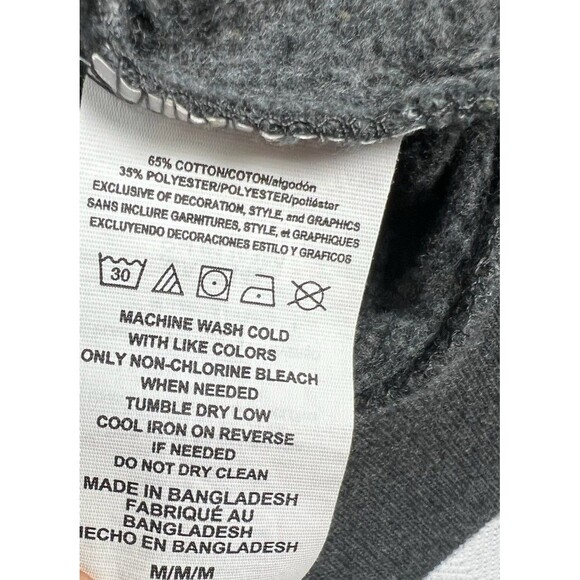 65% COTTON/COTON/algodón
35% POLYESTER/POLYESTER/poliéster
EXCLUSIVE OF DECORATION, STYLE, and GRAPHICS
SANS INCLURE GARNITURES, STYLE, et GRAPHIQUES
EXCLUYENDO DECORACIONES ESTILO Y GRAFICOS
30
MACHINE WASH COLD
WITH LIKE COLORS
ONLY NON-CHLORINE BLEACH
WHEN NEEDED
TUMBLE DRY LOW
COOL IRON ON REVERSE
IF NEEDED
DO NOT DRY CLEAN
MADE IN BANGLADESH
FABRIQUÉ AU
BANGLADESH
HECHO EN BANGLADESH
M/M/M